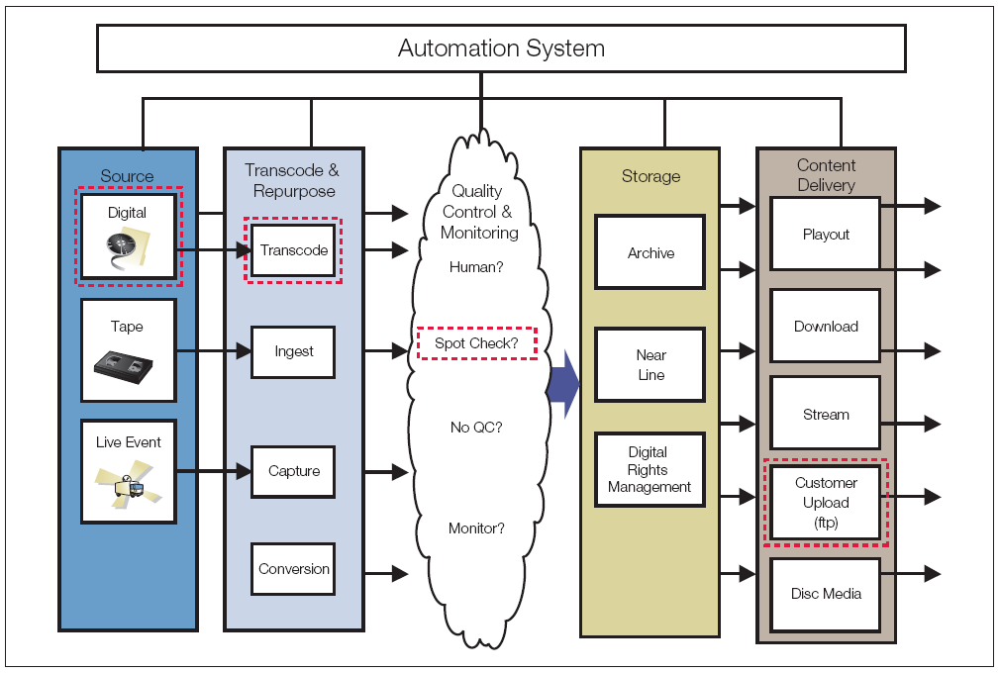 Automation System
Source
Digital
Tape
Live Event
Transcode &
Repurpose
Transcode
Ingest
Capture
Conversion
Quality
Control &
Monitoring
Human?
Spot Check?
No QC?
Monitor?
Storage
Archive
Near
Line
Digital
Rights
Management
Content
Delivery
Playout
Download
Stream
Customer
Upload
(ftp)
Disc Media